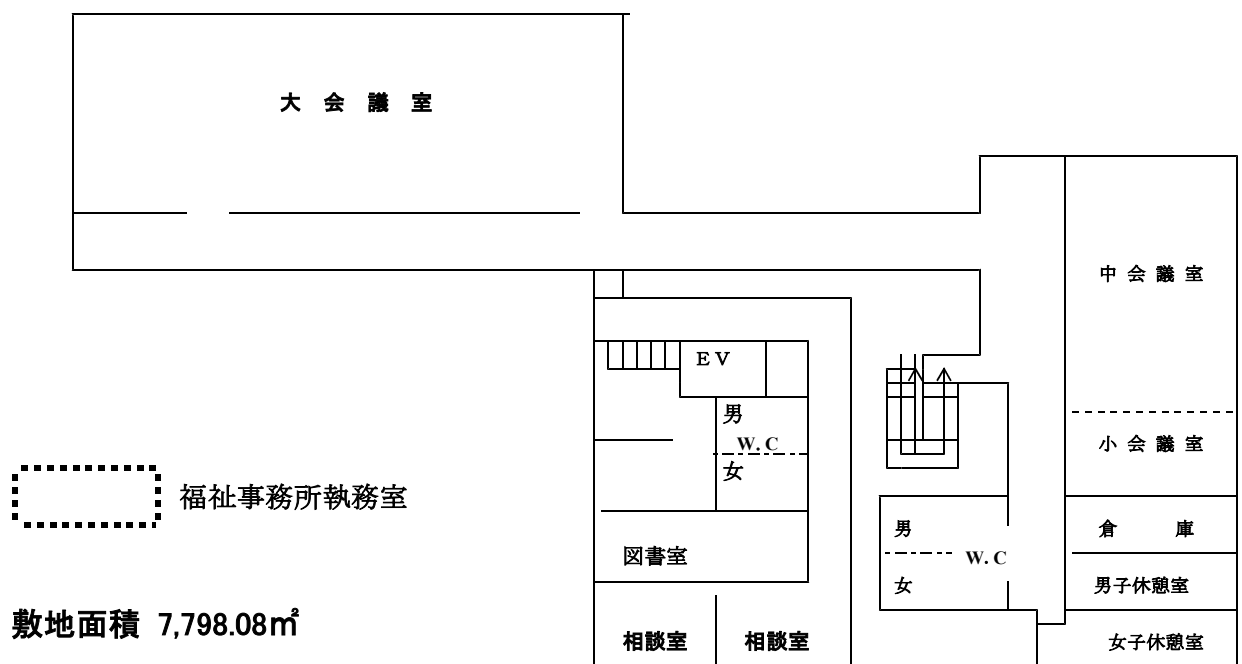 大 会 議 室
中 会 議 室
ＥＶ
男
W.C
女
小 会 議 室
福祉事務所執務室
図書室
男
W.C
女
倉 庫
男子休憩室
敷地面積 7,798.08㎡
相談室
相談室
女子休憩室